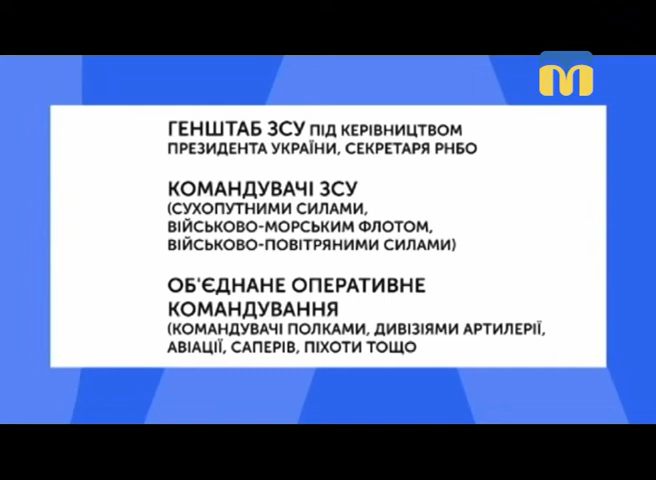 ГЕНШТАБ ЗСУ ПІД КЕРІВНИЦТВОМ
ПРЕЗИДЕНТА УКРАЇНИ, СЕКРЕТАРЯ РНБО
КОМАНДУВАЧІ ЗСУ
(СУХОПУТНИМИ СИЛАМИ,
ВІЙСЬКОВО-МОРСЬКИМ ФЛОТОМ,
ВІЙСЬКОВО-ПОВІТРЯНИМИ СИЛАМИ)
ОБ'ЄДНАНЕ ОПЕРАТИВНЕ
КОМАНДУВАННЯ
(КОМАНДУВАЧІ ПОЛКАМИ, ДИВІЗІЯМИ АРТИЛЕРІЇ,
АВІАЦІЇ, САПЕРІВ, ПІХОТИ ТОЩО